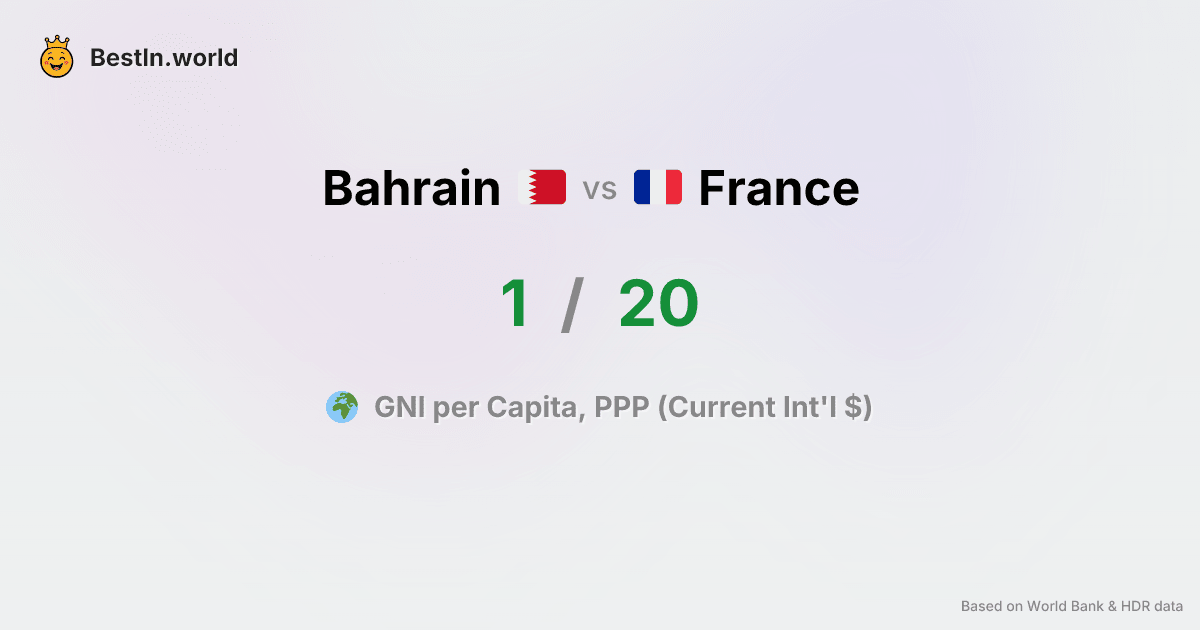 BestIn.world
Bahrain vs France
1 / 20
GNI per Capita, PPP (Current Int'l $)
Based on World Bank & HDR data